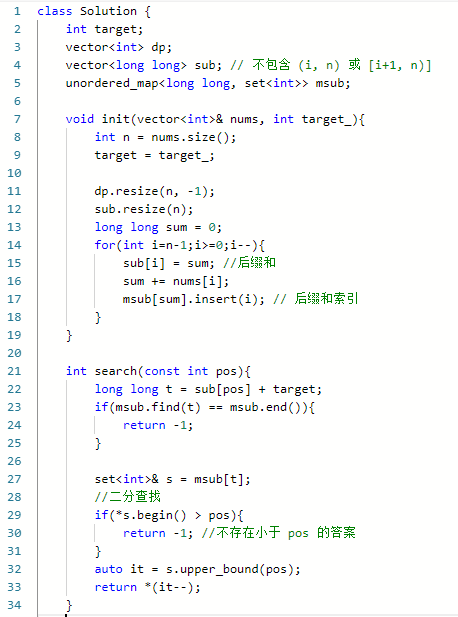 1 class Solution {
2     int target;
3     vector<int> dp;
4     vector<long long> sub; // 不包含 (i, n) 或 [i+1, n)]
5     unordered_map<long long, set<int>> msub;
6
7     void init(vector<int>& nums, int target_){
8         int n = nums.size();
9         target = target_;
10
11         dp.resize(n, -1);
12         sub.resize(n);
13         long long sum = 0;
14         for(int i=n-1;i>=0;i--){
15             sub[i] = sum; //后缀和
16             sum += nums[i];
17             msub[sum].insert(i); // 后缀和索引
18         }
19     }
20
21     int search(const int pos){
22         long long t = sub[pos] + target;
23         if(msub.find(t) == msub.end()){
24             return -1;
25         }
26
27         set<int>& s = msub[t];
28         //二分查找
29         if(*s.begin() > pos){
30             return -1; //不存在小于 pos 的答案
31         }
32         auto it = s.upper_bound(pos);
33         return *(it--);
34     }